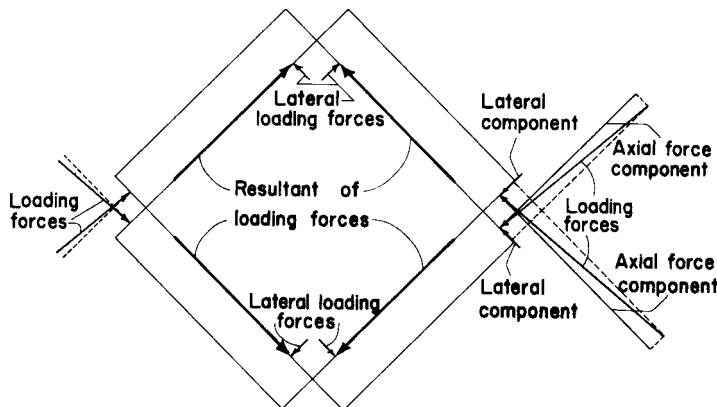 Lateral
loading forces
Lateral
component
Axial force
component
Loading
forces
Resultant of
loading forces
Loading
forces
Axial force
component
Lateral loading
forces
Lateral
component